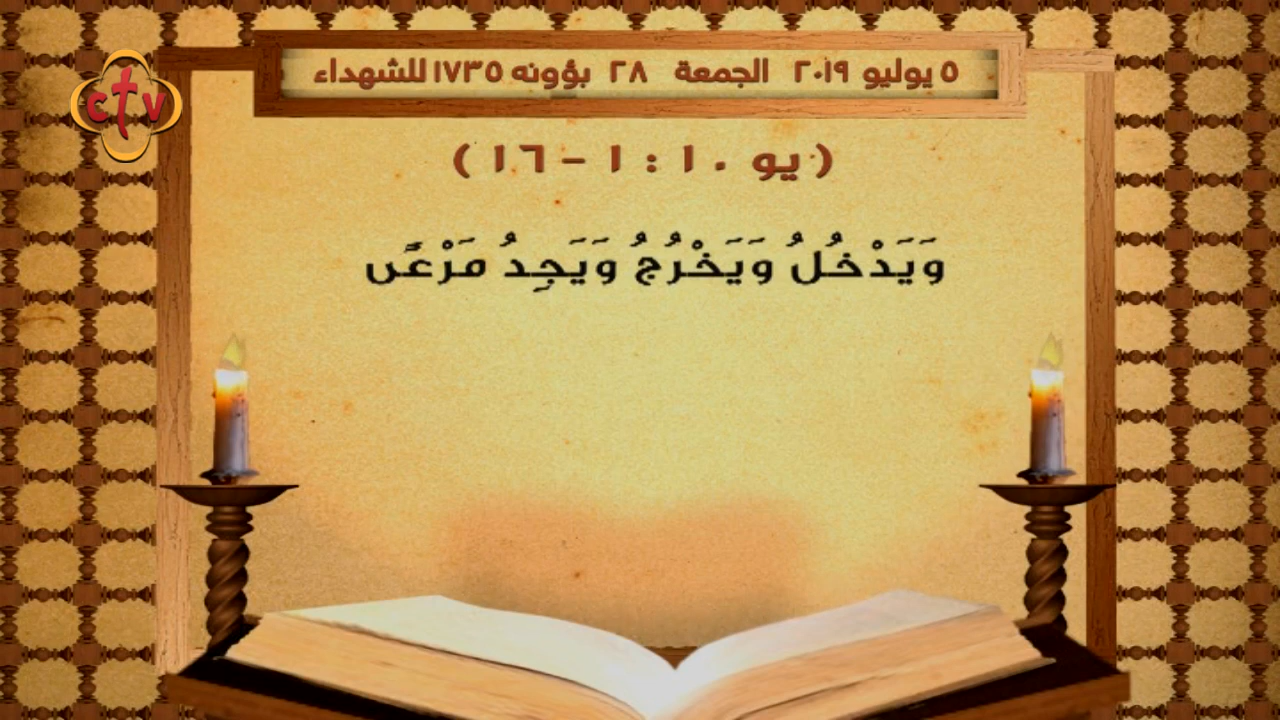 ٥ يوليو ٢٠١٩ الجمعة ٢٨ بؤونه ١٧٣٥ للشهداء
ctv
( يو ١٠ : ١ - ١٦ )
وَيَدْخُلُ وَيَخْرُجُ وَيَجِدُ مَرْعًى